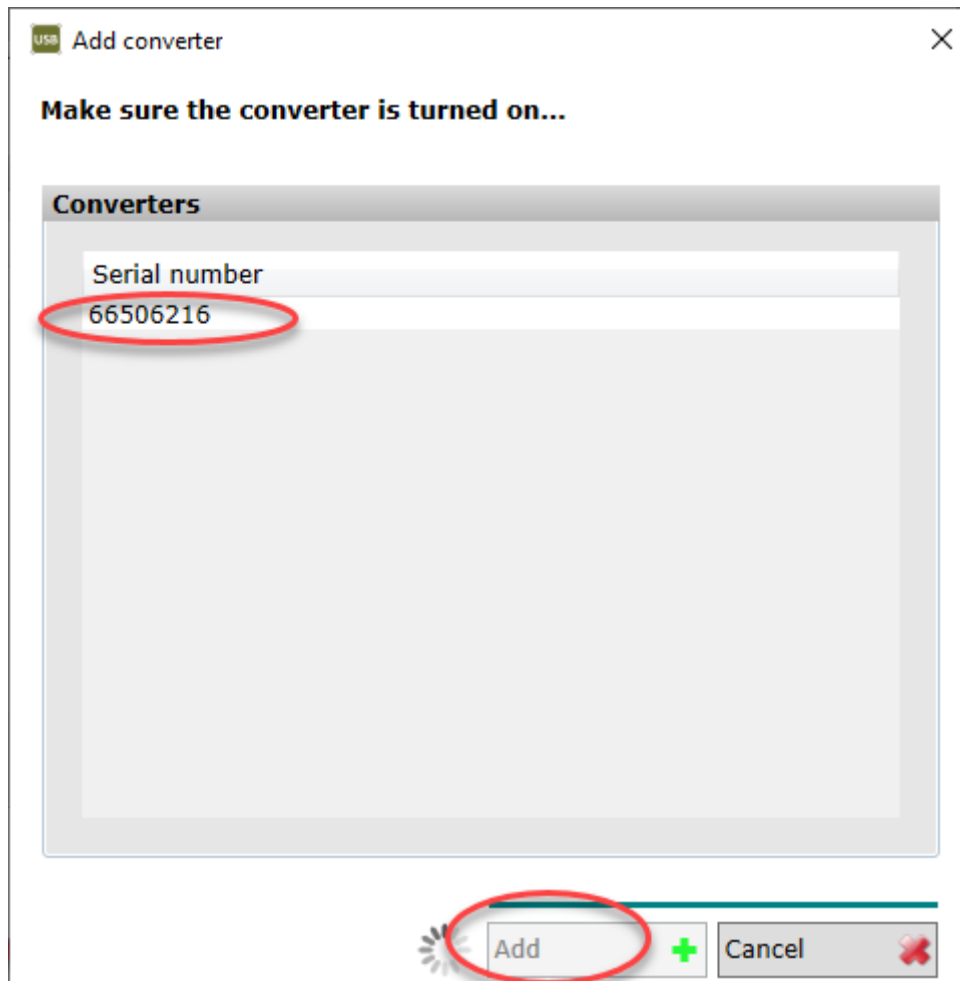 USB Add converter
Make sure the converter is turned on...
Converters
Serial number
66506216
Add
Cancel